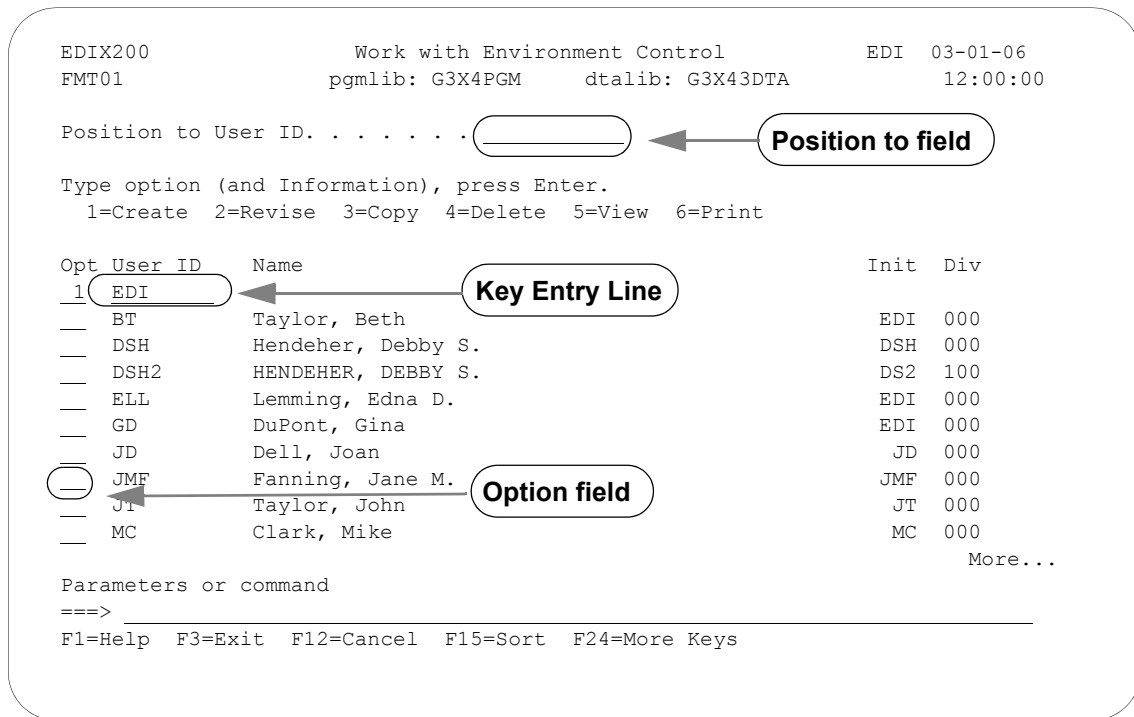 EDIX200 Work with Environment Control EDI 03-01-06
FMT01 pgmlib: G3X4PGM dtalib: G3X43DTA 12:00:00
Position to User ID. . . . . . . Position to field
Type option (and Information), press Enter.
1=Create 2=Revise 3=Copy 4=Delete 5=View 6=Print
Opt User ID Name Init Div
1 EDI Key Entry Line
BT Taylor, Beth EDI 000
DSH Hendeher, Debby S. DSH 000
DSH2 HENDEHER, DEBBY S. DS2 100
ELL Lemming, Edna D. EDI 000
GD DuPont, Gina EDI 000
JD Dell, Joan JD 000
JMF Fanning, Jane M. JMF 000
Option field
JT Taylor, John JT 000
MC Clark, Mike MC 000
More...
Parameters or command
===>
F1=Help F3=Exit F12=Cancel F15=Sort F24=More Keys